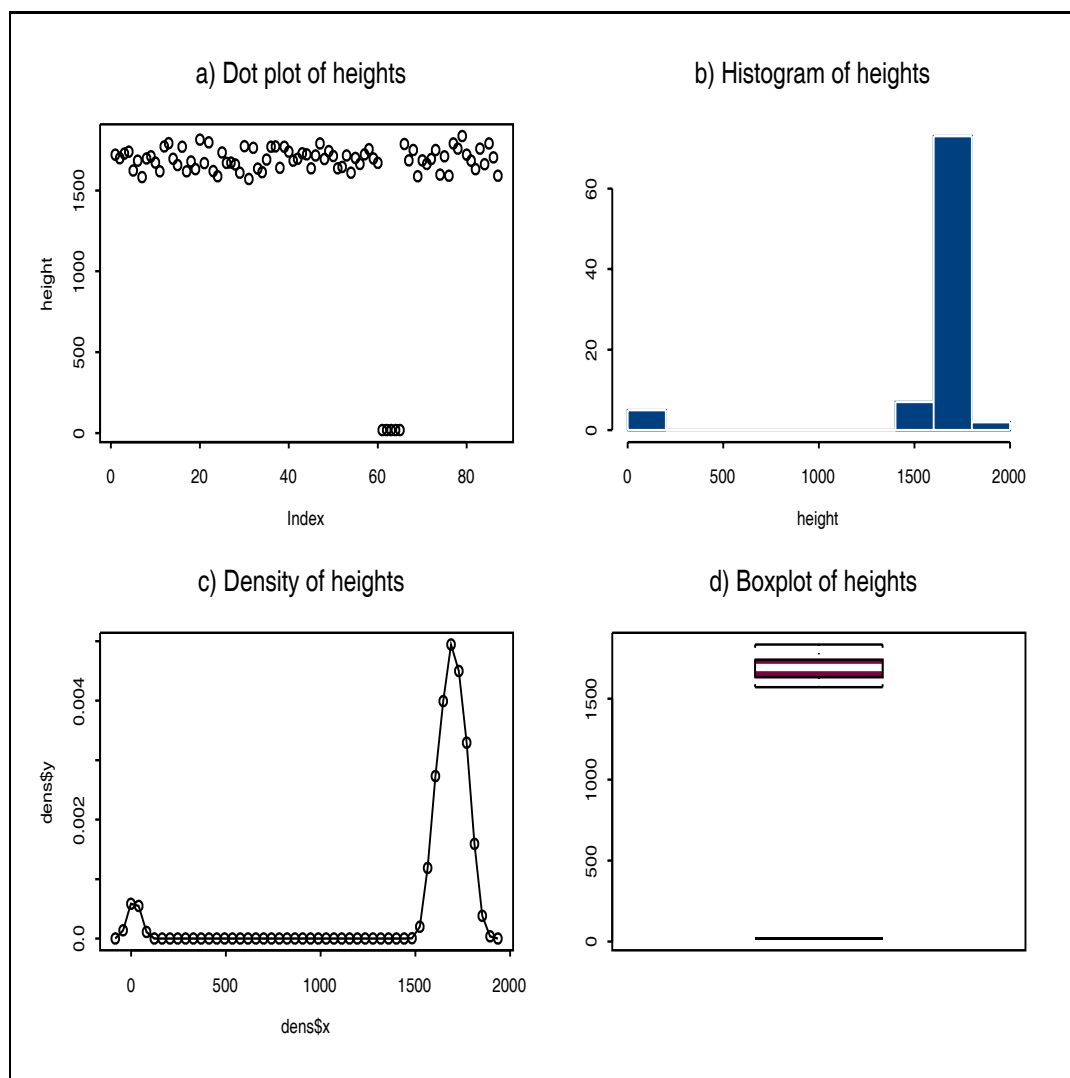 a) Dot plot of heights
height
1500
1000
500
0
0 20 40 60 80
Index
b) Histogram of heights
60
40
20
0
0 500 1000 1500 2000
height
c) Density of heights
dens$y
0.004
0.002
0.0
0 500 1000 1500 2000
dens$x
d) Boxplot of heights
1500
1000
500
0